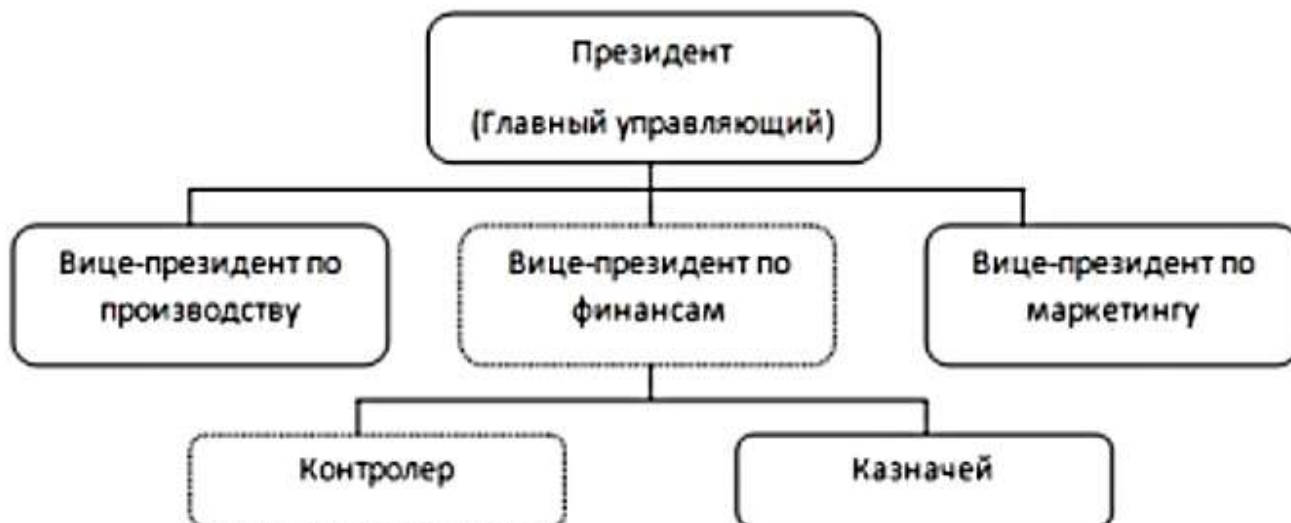 Президент
(Главный управляющий)
Вице-президент по
производству
Вице-президент по
финансам
Вице-президент по
маркетингу
Контролер
Казначей